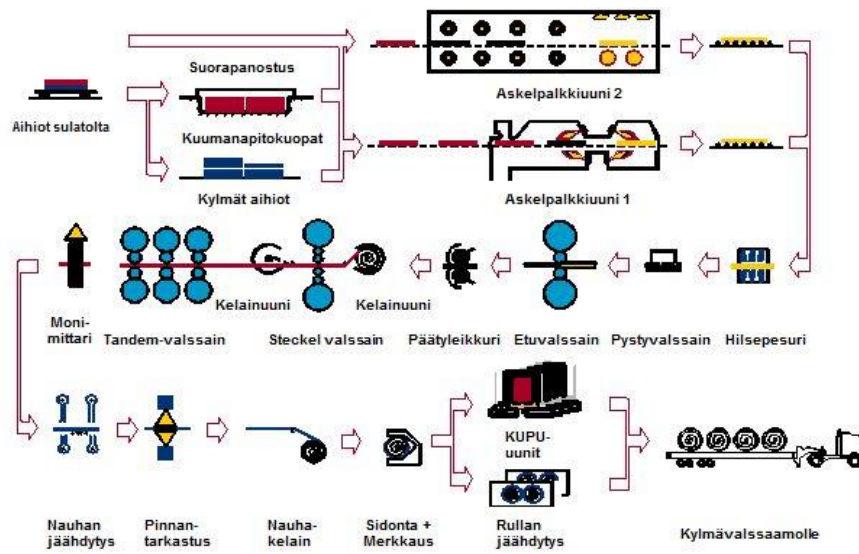 Suorapanostus
Aihiot sulatolta
Kuumanapitokuopat
Kylmät aihiot
Askelpalkkiuuni 2
Askelpalkkiuuni 1
Kelainuuni
Kelainuuni
Moni-
mittari
Tandem-valssain
Steckel valssain
Päätyleikkuri
Etuvalssain
Pystyvalssain
Hilsepesuri
KUPU-
uunit
Nauhan
jäähdytys
Pinnan-
tarkastus
Nauha-
kelain
Sidonta +
Merkkaus
Rullan
jäähdytys
Kylmävalssaamolle